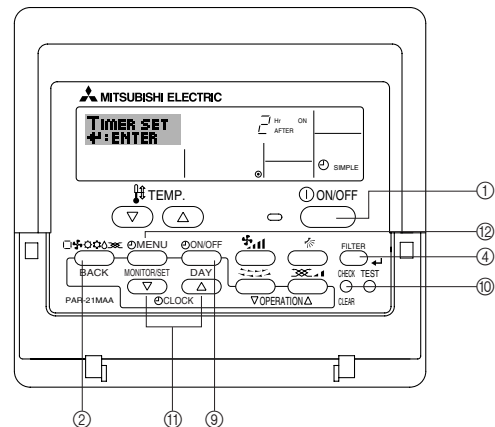 MITSUBISHI ELECTRIC
TIMER SET
↵:ENTER
2 Hr ON
AFTER
SIMPLE
TEMP.
ON/OFF
①
⑫
MENU
ON/OFF
FILTER
④
BACK
MONITOR/SET
DAY
CHECK TEST
⑩
PAR-21MAA
CLOCK
▽OPERATION△
CLEAR
②
⑪
⑨